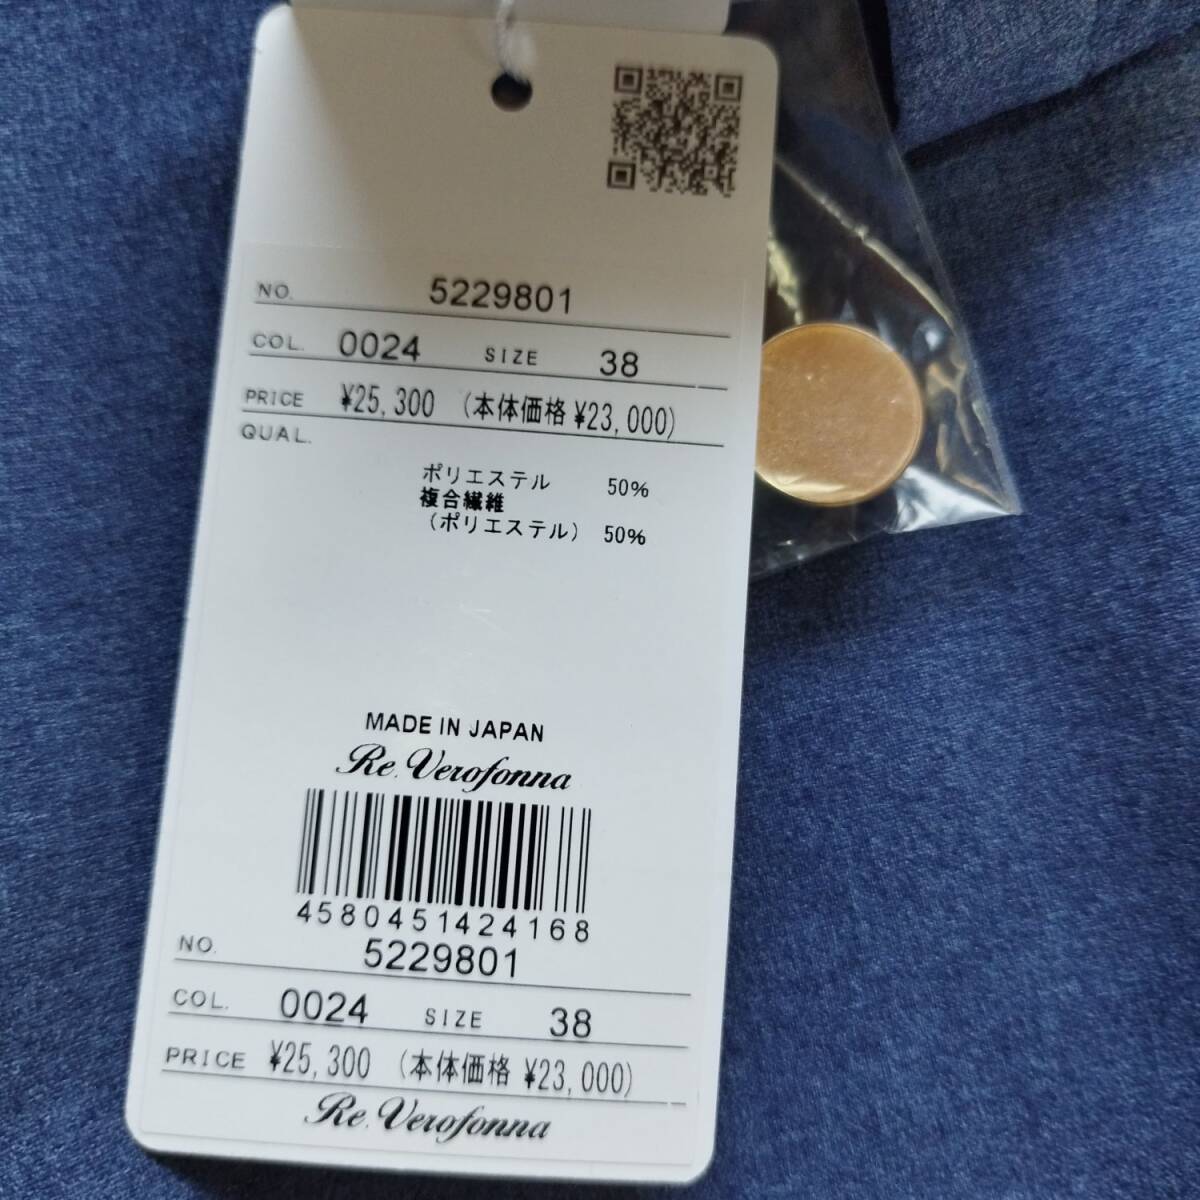 NO. 5229801
COL. 0024 SIZE 38
PRICE ¥25,300 (本体価格 ¥23,000)
QUAL.
ポリエステル 50%
複合繊維
(ポリエステル) 50%
MADE IN JAPAN
Re.Verofonna
4580451424168
NO. 5229801
COL. 0024 SIZE 38
PRICE ¥25,300 (本体価格 ¥23,000)
Re.Verofonna